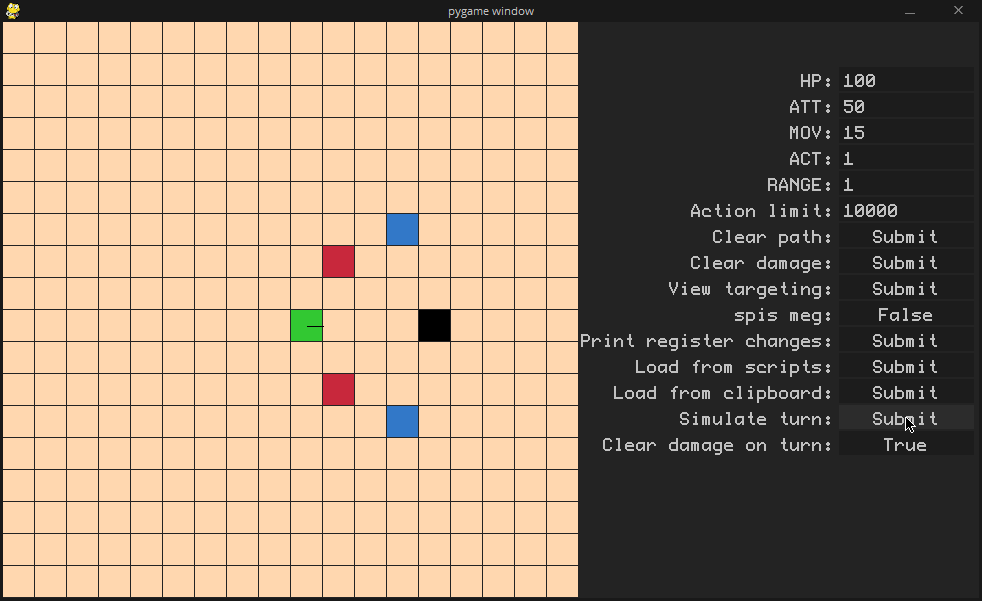 pygame window
HP: 100
ATT: 50
MOV: 15
ACT: 1
RANGE: 1
Action limit: 10000
Clear path: Submit
Clear damage: Submit
View targeting: Submit
spis meg: False
Print register changes: Submit
Load from scripts: Submit
Load from clipboard: Submit
Simulate turn: Submit
Clear damage on turn: True